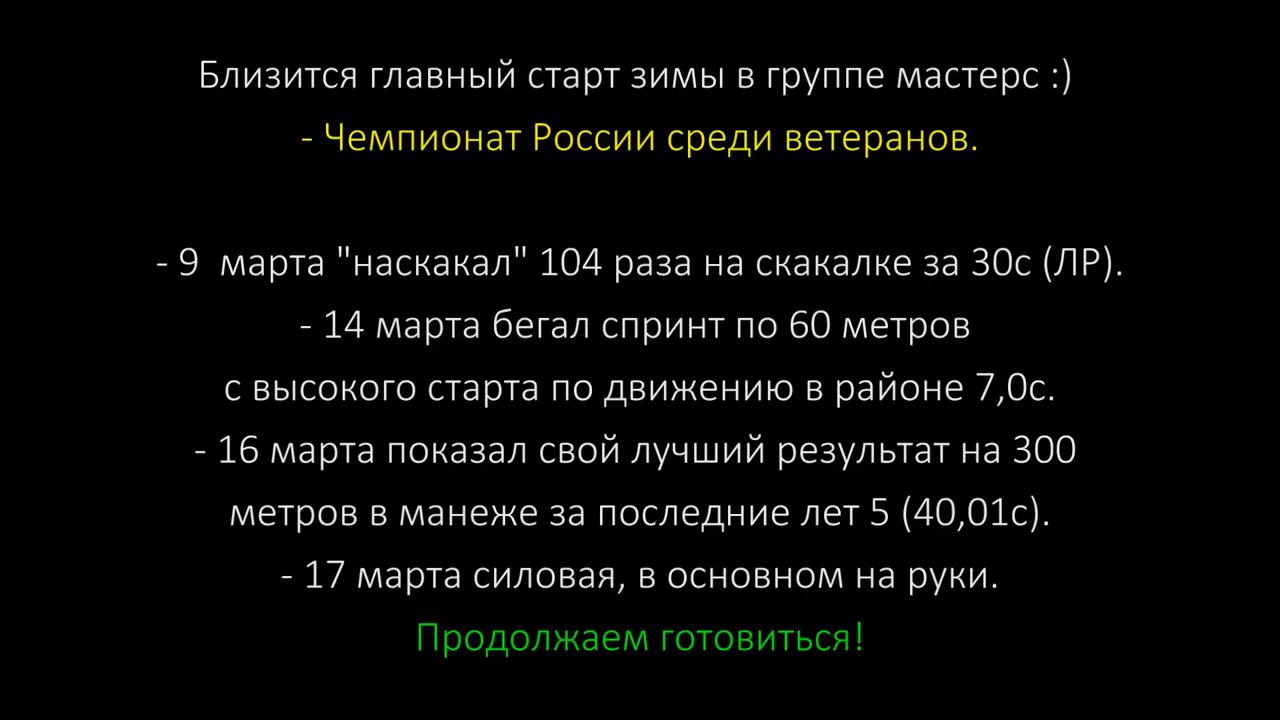 Близится главный старт зимы в группе мастерс :)
- Чемпионат России среди ветеранов.
- 9 марта "наскакал" 104 раза на скакалке за 30с (ЛР).
- 14 марта бегал спринт по 60 метров
с высокого старта по движению в районе 7,0с.
- 16 марта показал свой лучший результат на 300
метров в манеже за последние лет 5 (40,01с).
- 17 марта силовая, в основном на руки.
Продолжаем готовиться!